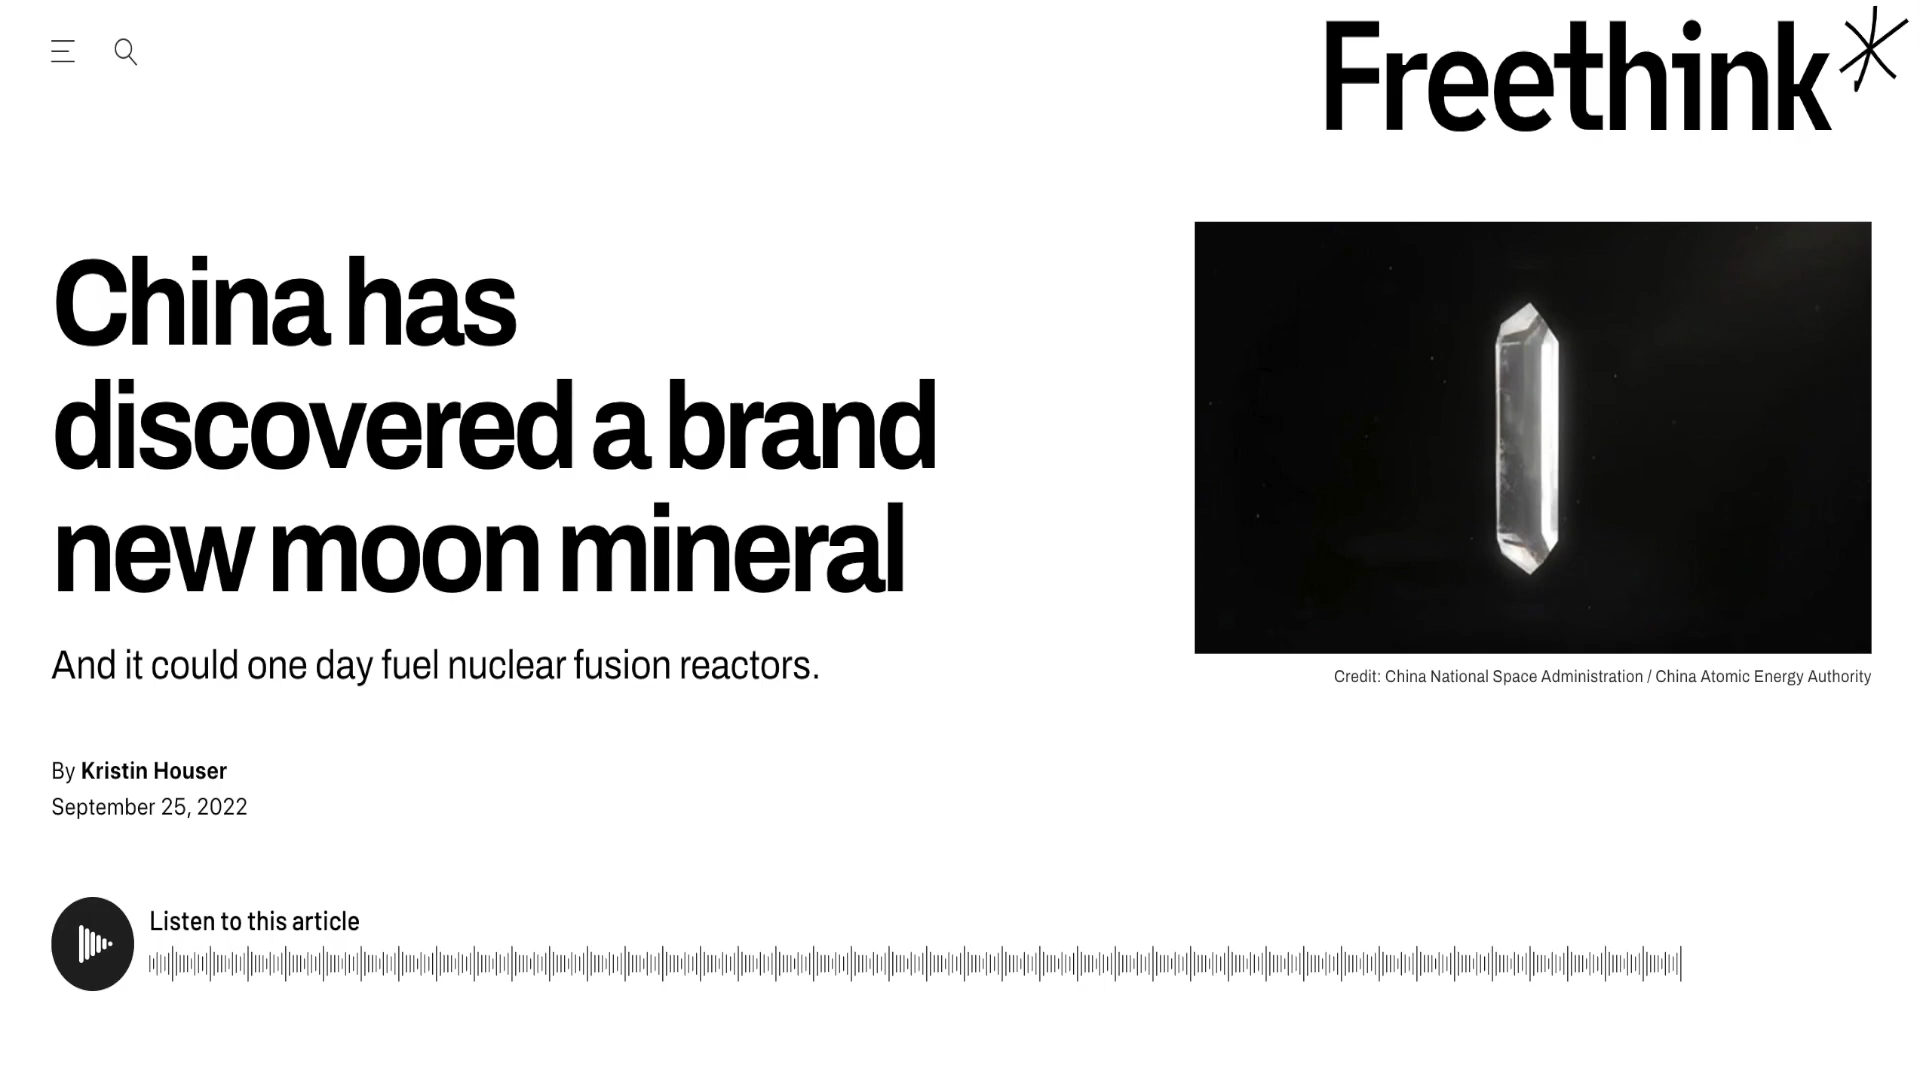 Freethink
China has
discovered a brand
new moon mineral
And it could one day fuel nuclear fusion reactors.
Credit: China National Space Administration / China Atomic Energy Authority
By Kristin Houser
September 25, 2022
Listen to this article